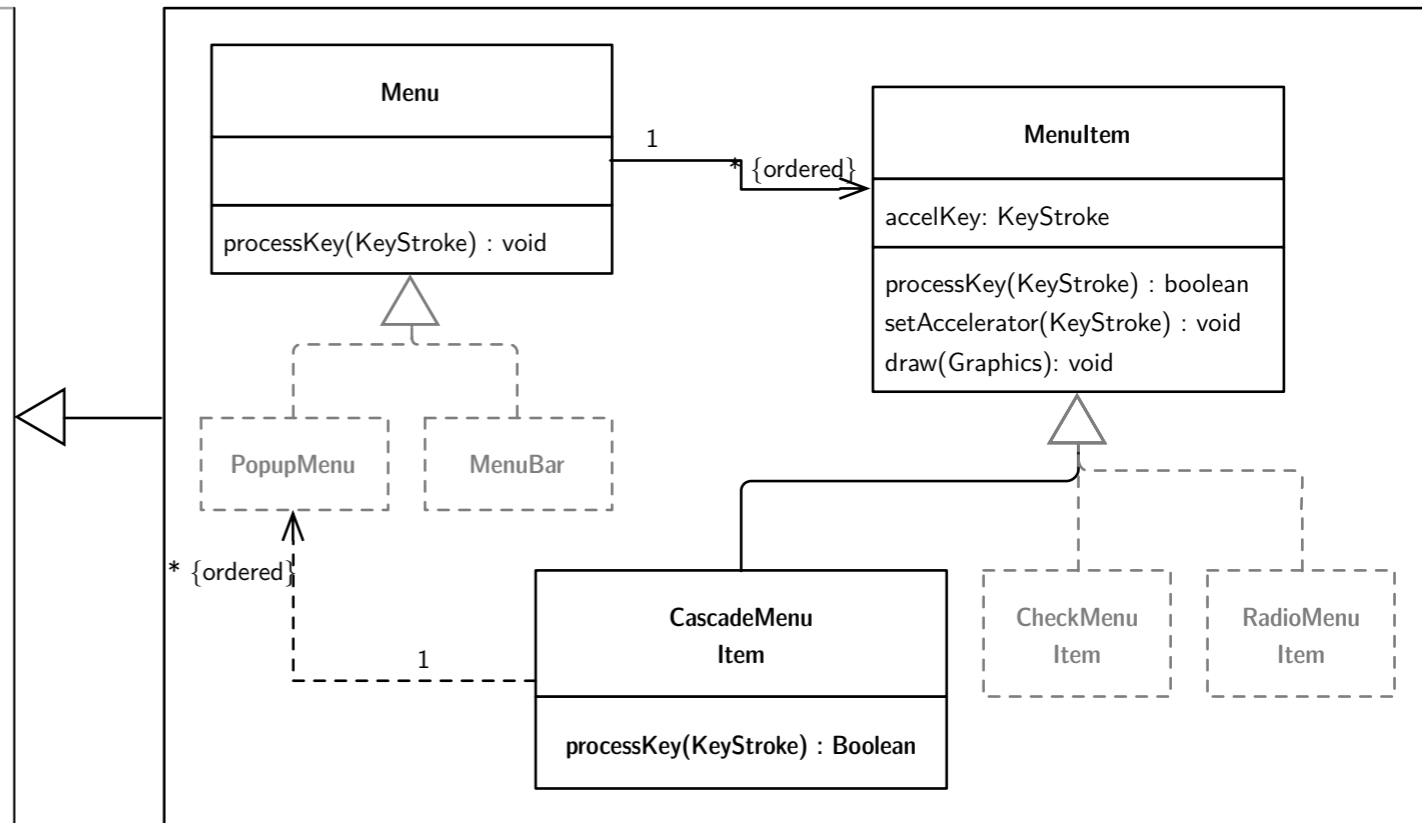 Menu
processKey(KeyStroke) : void
1
* {ordered}
MenuItem
accelKey: KeyStroke
processKey(KeyStroke) : boolean
setAccelerator(KeyStroke) : void
draw(Graphics): void
PopupMenu
MenuBar
* {ordered}
1
CascadeMenu
Item
processKey(KeyStroke) : Boolean
CheckMenu
Item
RadioMenu
Item